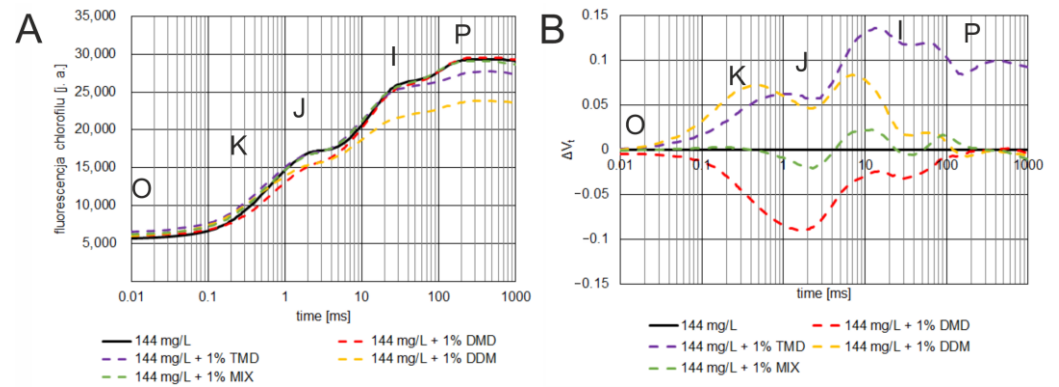 A
fluorescencja chlorofilu [j. a.]
35,000
30,000
25,000
20,000
15,000
10,000
5,000
O
K
J
I
P
0.01 0.1 1 10 100 1000
time [ms]
144 mg/L
144 mg/L + 1% DMD
144 mg/L + 1% TMD
144 mg/L + 1% DDM
144 mg/L + 1% MIX
B
ΔVt
0.15
0.1
0.05
0
−0.05
−0.1
−0.15
O
K
J
I
P
0.01 0.1 1 10 100 1000
time [ms]
144 mg/L
144 mg/L + 1% DMD
144 mg/L + 1% TMD
144 mg/L + 1% DDM
144 mg/L + 1% MIX